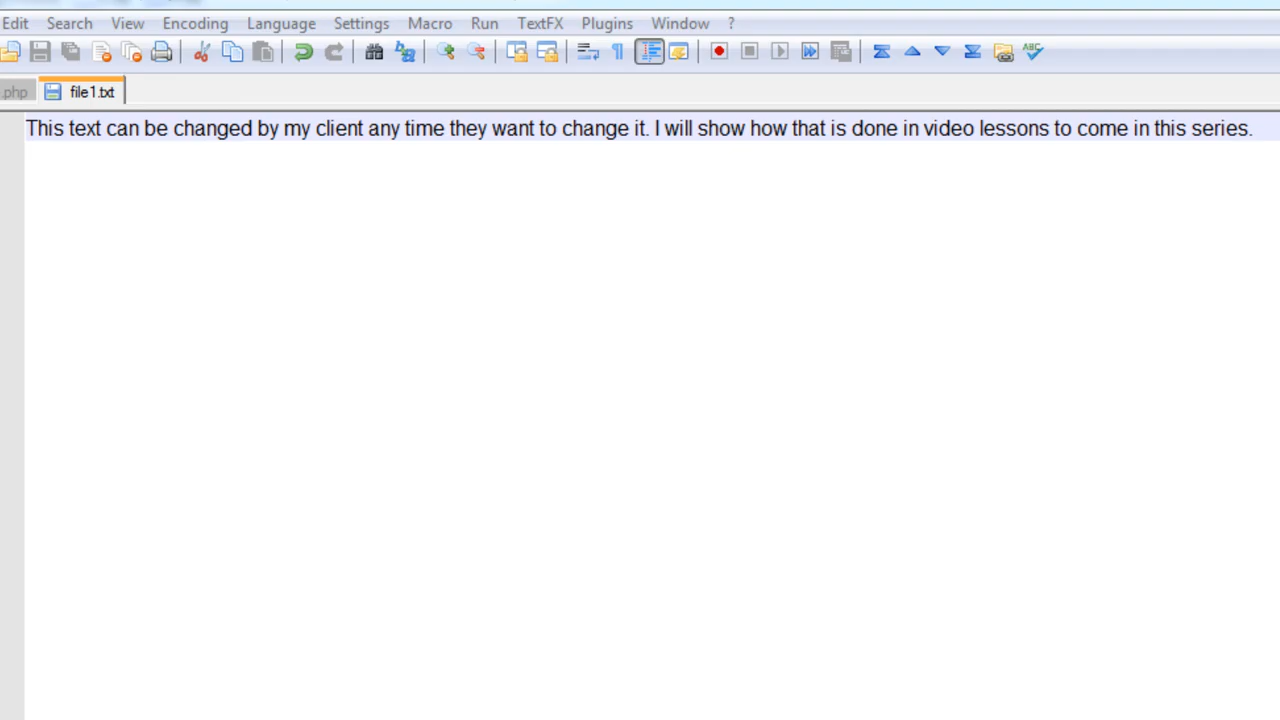 Edit Search View Encoding Language Settings Macro Run TextFX Plugins Window ?
ABC
.php file1.txt
This text can be changed by my client any time they want to change it. I will show how that is done in video lessons to come in this series.